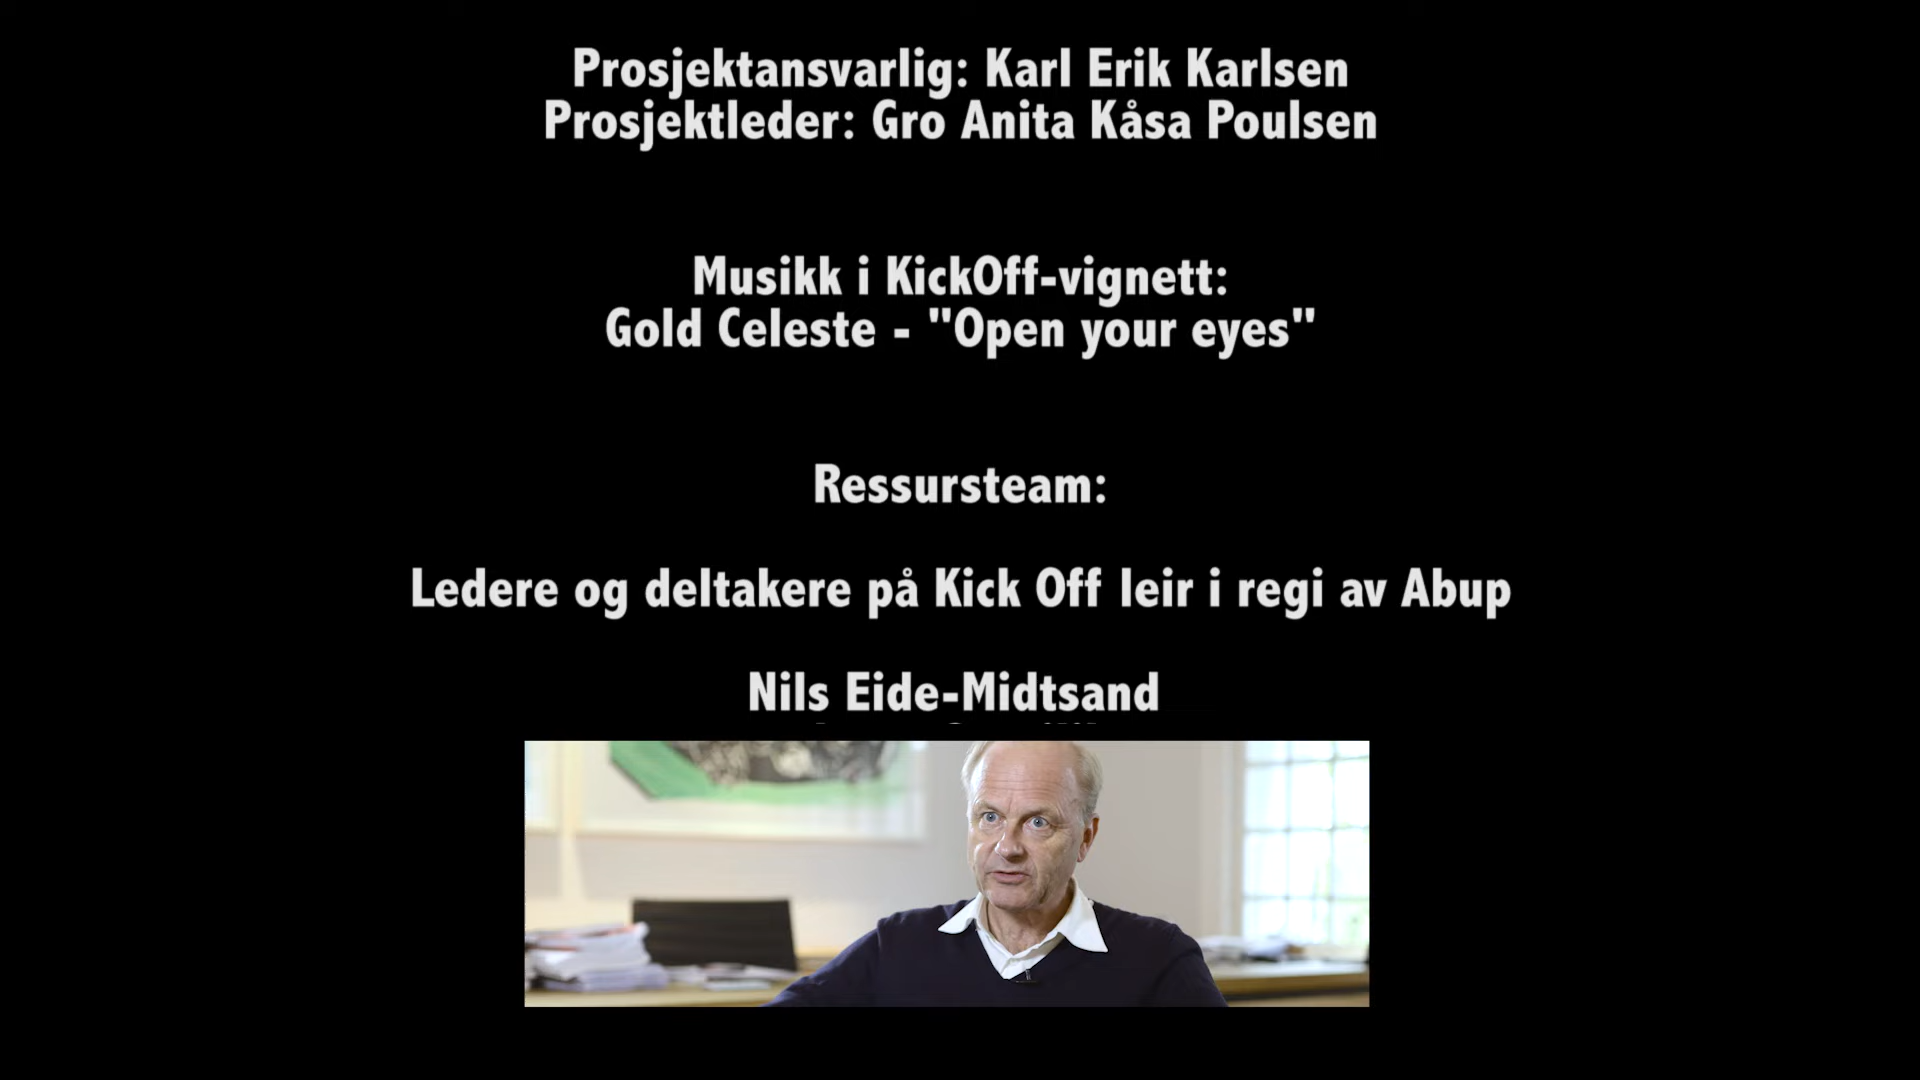 Prosjektansvarlig: Karl Erik Karlsen
Prosjektleder: Gro Anita Kåsa Poulsen
Musikk i KickOff-vignett:
Gold Celeste - "Open your eyes"
Ressursteam:
Ledere og deltakere på Kick Off leir i regi av Abup
Nils Eide-Midtsand